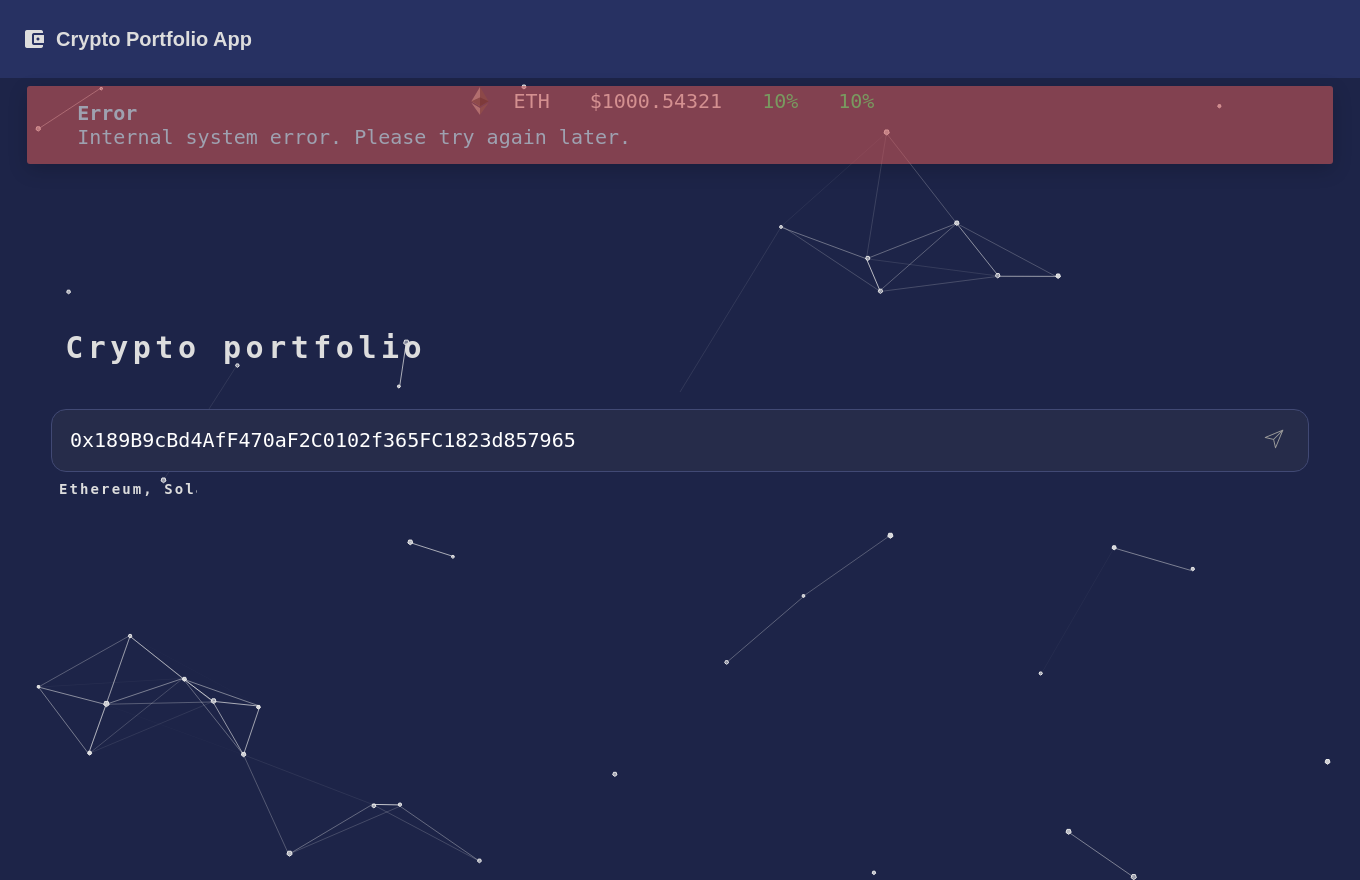 Crypto Portfolio App
ETH $1000.54321 10% 10%
Error
Internal system error. Please try again later.
Crypto portfolio
0x189B9cBd4AfF470aF2C0102f365FC1823d857965
Ethereum, Sol